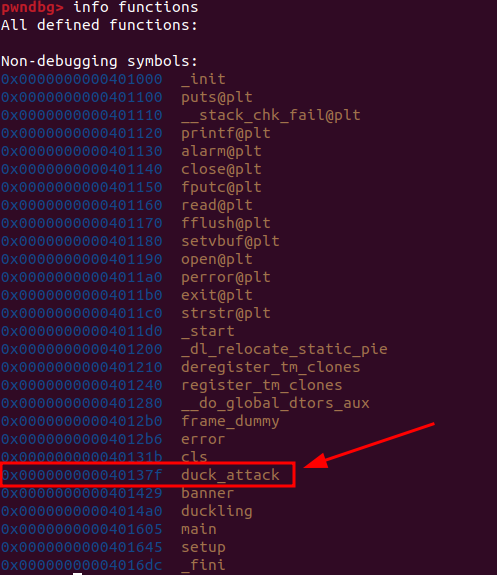 pwndbg> info functions
All defined functions:
Non-debugging symbols:
0x0000000000401000 _init
0x0000000000401100 puts@plt
0x0000000000401110 __stack_chk_fail@plt
0x0000000000401120 printf@plt
0x0000000000401130 alarm@plt
0x0000000000401140 close@plt
0x0000000000401150 fputc@plt
0x0000000000401160 read@plt
0x0000000000401170 fflush@plt
0x0000000000401180 setvbuf@plt
0x0000000000401190 open@plt
0x00000000004011a0 perror@plt
0x00000000004011b0 exit@plt
0x00000000004011c0 strstr@plt
0x00000000004011d0 _start
0x0000000000401200 _dl_relocate_static_pie
0x0000000000401210 deregister_tm_clones
0x0000000000401240 register_tm_clones
0x0000000000401280 __do_global_dtors_aux
0x00000000004012b0 frame_dummy
0x00000000004012b6 error
0x000000000040131b cls
0x000000000040137f duck_attack
0x0000000000401429 banner
0x00000000004014a0 duckling
0x0000000000401605 main
0x0000000000401645 setup
0x00000000004016dc _fini